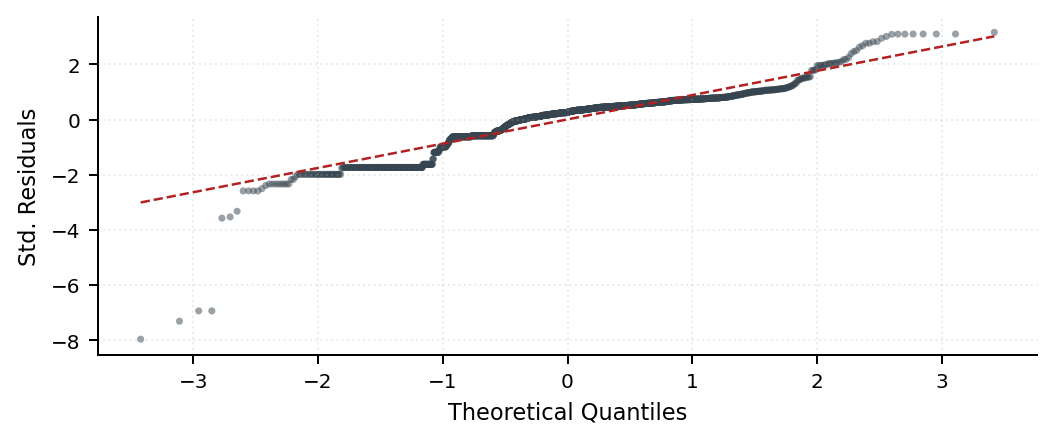 Std. Residuals
2
0
−2
−4
−6
−8
−3 −2 −1 0 1 2 3
Theoretical Quantiles